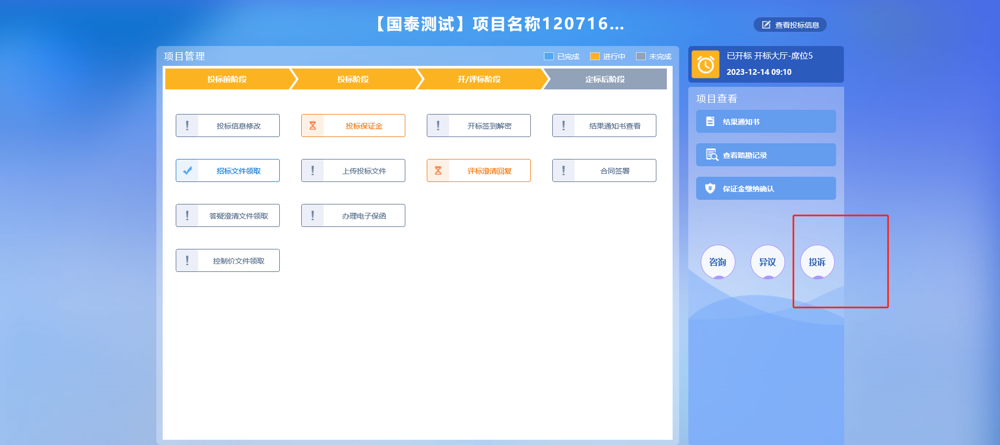 【国泰测试】项目名称120716...
查看投标信息
项目管理
已完成
进行中
未完成
投标前阶段
投标阶段
开/评标阶段
定标后阶段
投标信息修改
投标保证金
开标签到解密
结果通知书查看
招标文件领取
上传投标文件
评标澄清回复
合同签署
答疑澄清文件领取
办理电子保函
控制价文件领取
已开标 开标大厅-席位5
2023-12-14 09:10
项目查看
结果通知书
查看踏勘记录
保证金缴纳确认
咨询
异议
投诉